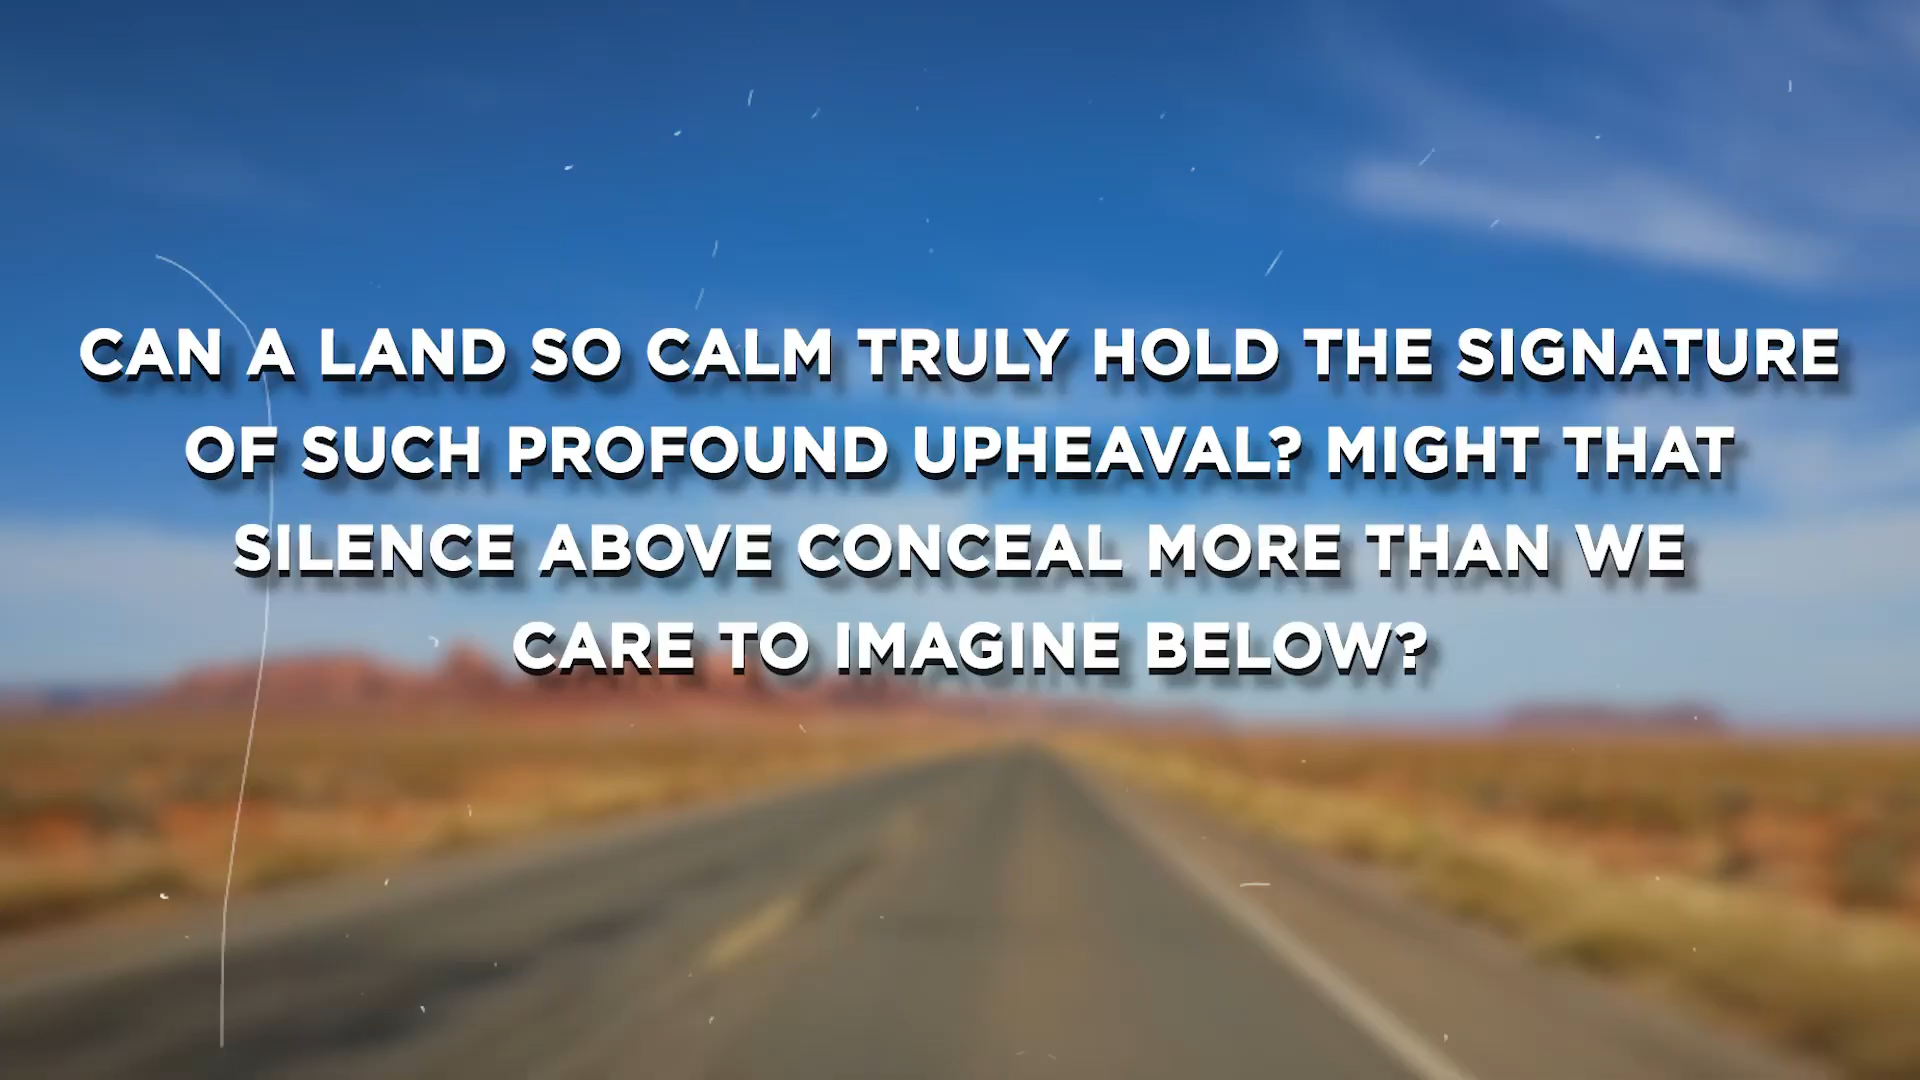 CAN A LAND SO CALM TRULY HOLD THE SIGNATURE
OF SUCH PROFOUND UPHEAVAL? MIGHT THAT
SILENCE ABOVE CONCEAL MORE THAN WE
CARE TO IMAGINE BELOW?